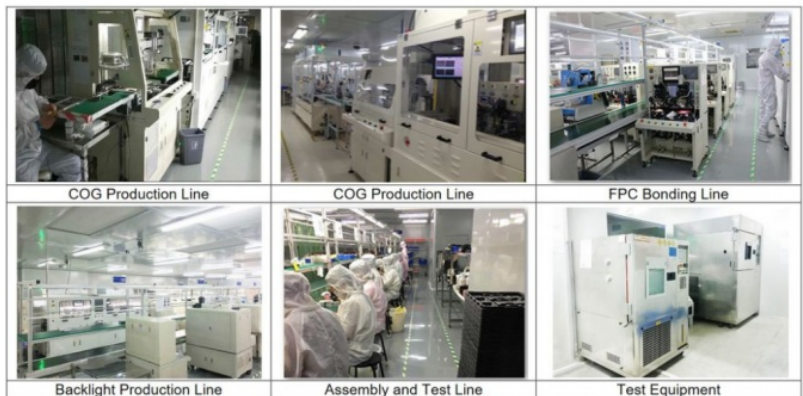 COG Production Line
COG Production Line
FPC Bonding Line
Backlight Production Line
Assembly and Test Line
Test Equipment